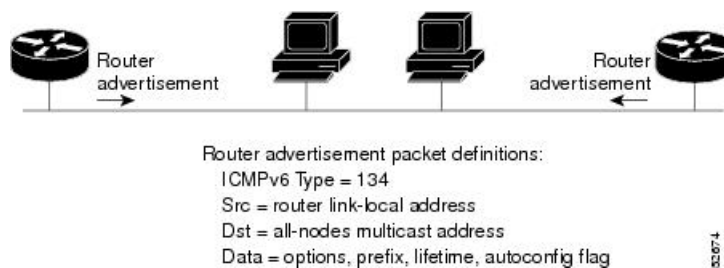 Router
advertisement
Router
advertisement
Router advertisement packet definitions:
ICMPv6 Type = 134
Src = router link-local address
Dst = all-nodes multicast address
Data = options, prefix, lifetime, autoconfig flag
52674